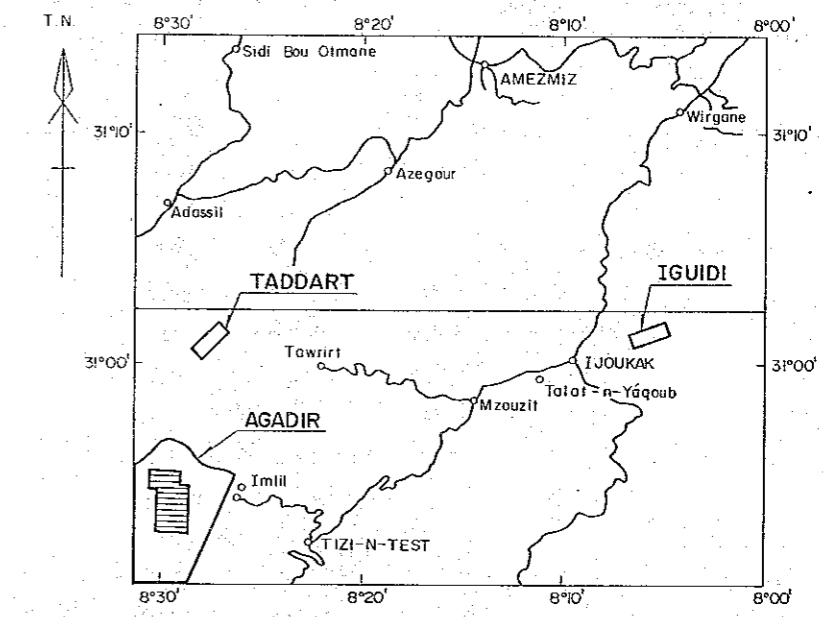 T.N.
8°30' 8°20' 8°10' 8°00'
Sidi Bou Otmane
AMEZMIZ
Wirgane
31°10' 31°10'
Azegour
Adassil
TADDART IGUIDI
31°00' Tawrirt IJOUKAK 31°00'
Talat-n-Yáqoub
Mzouzit
AGADIR
Imlil
TIZI-N-TEST
8°30' 8°20' 8°10' 8°00'